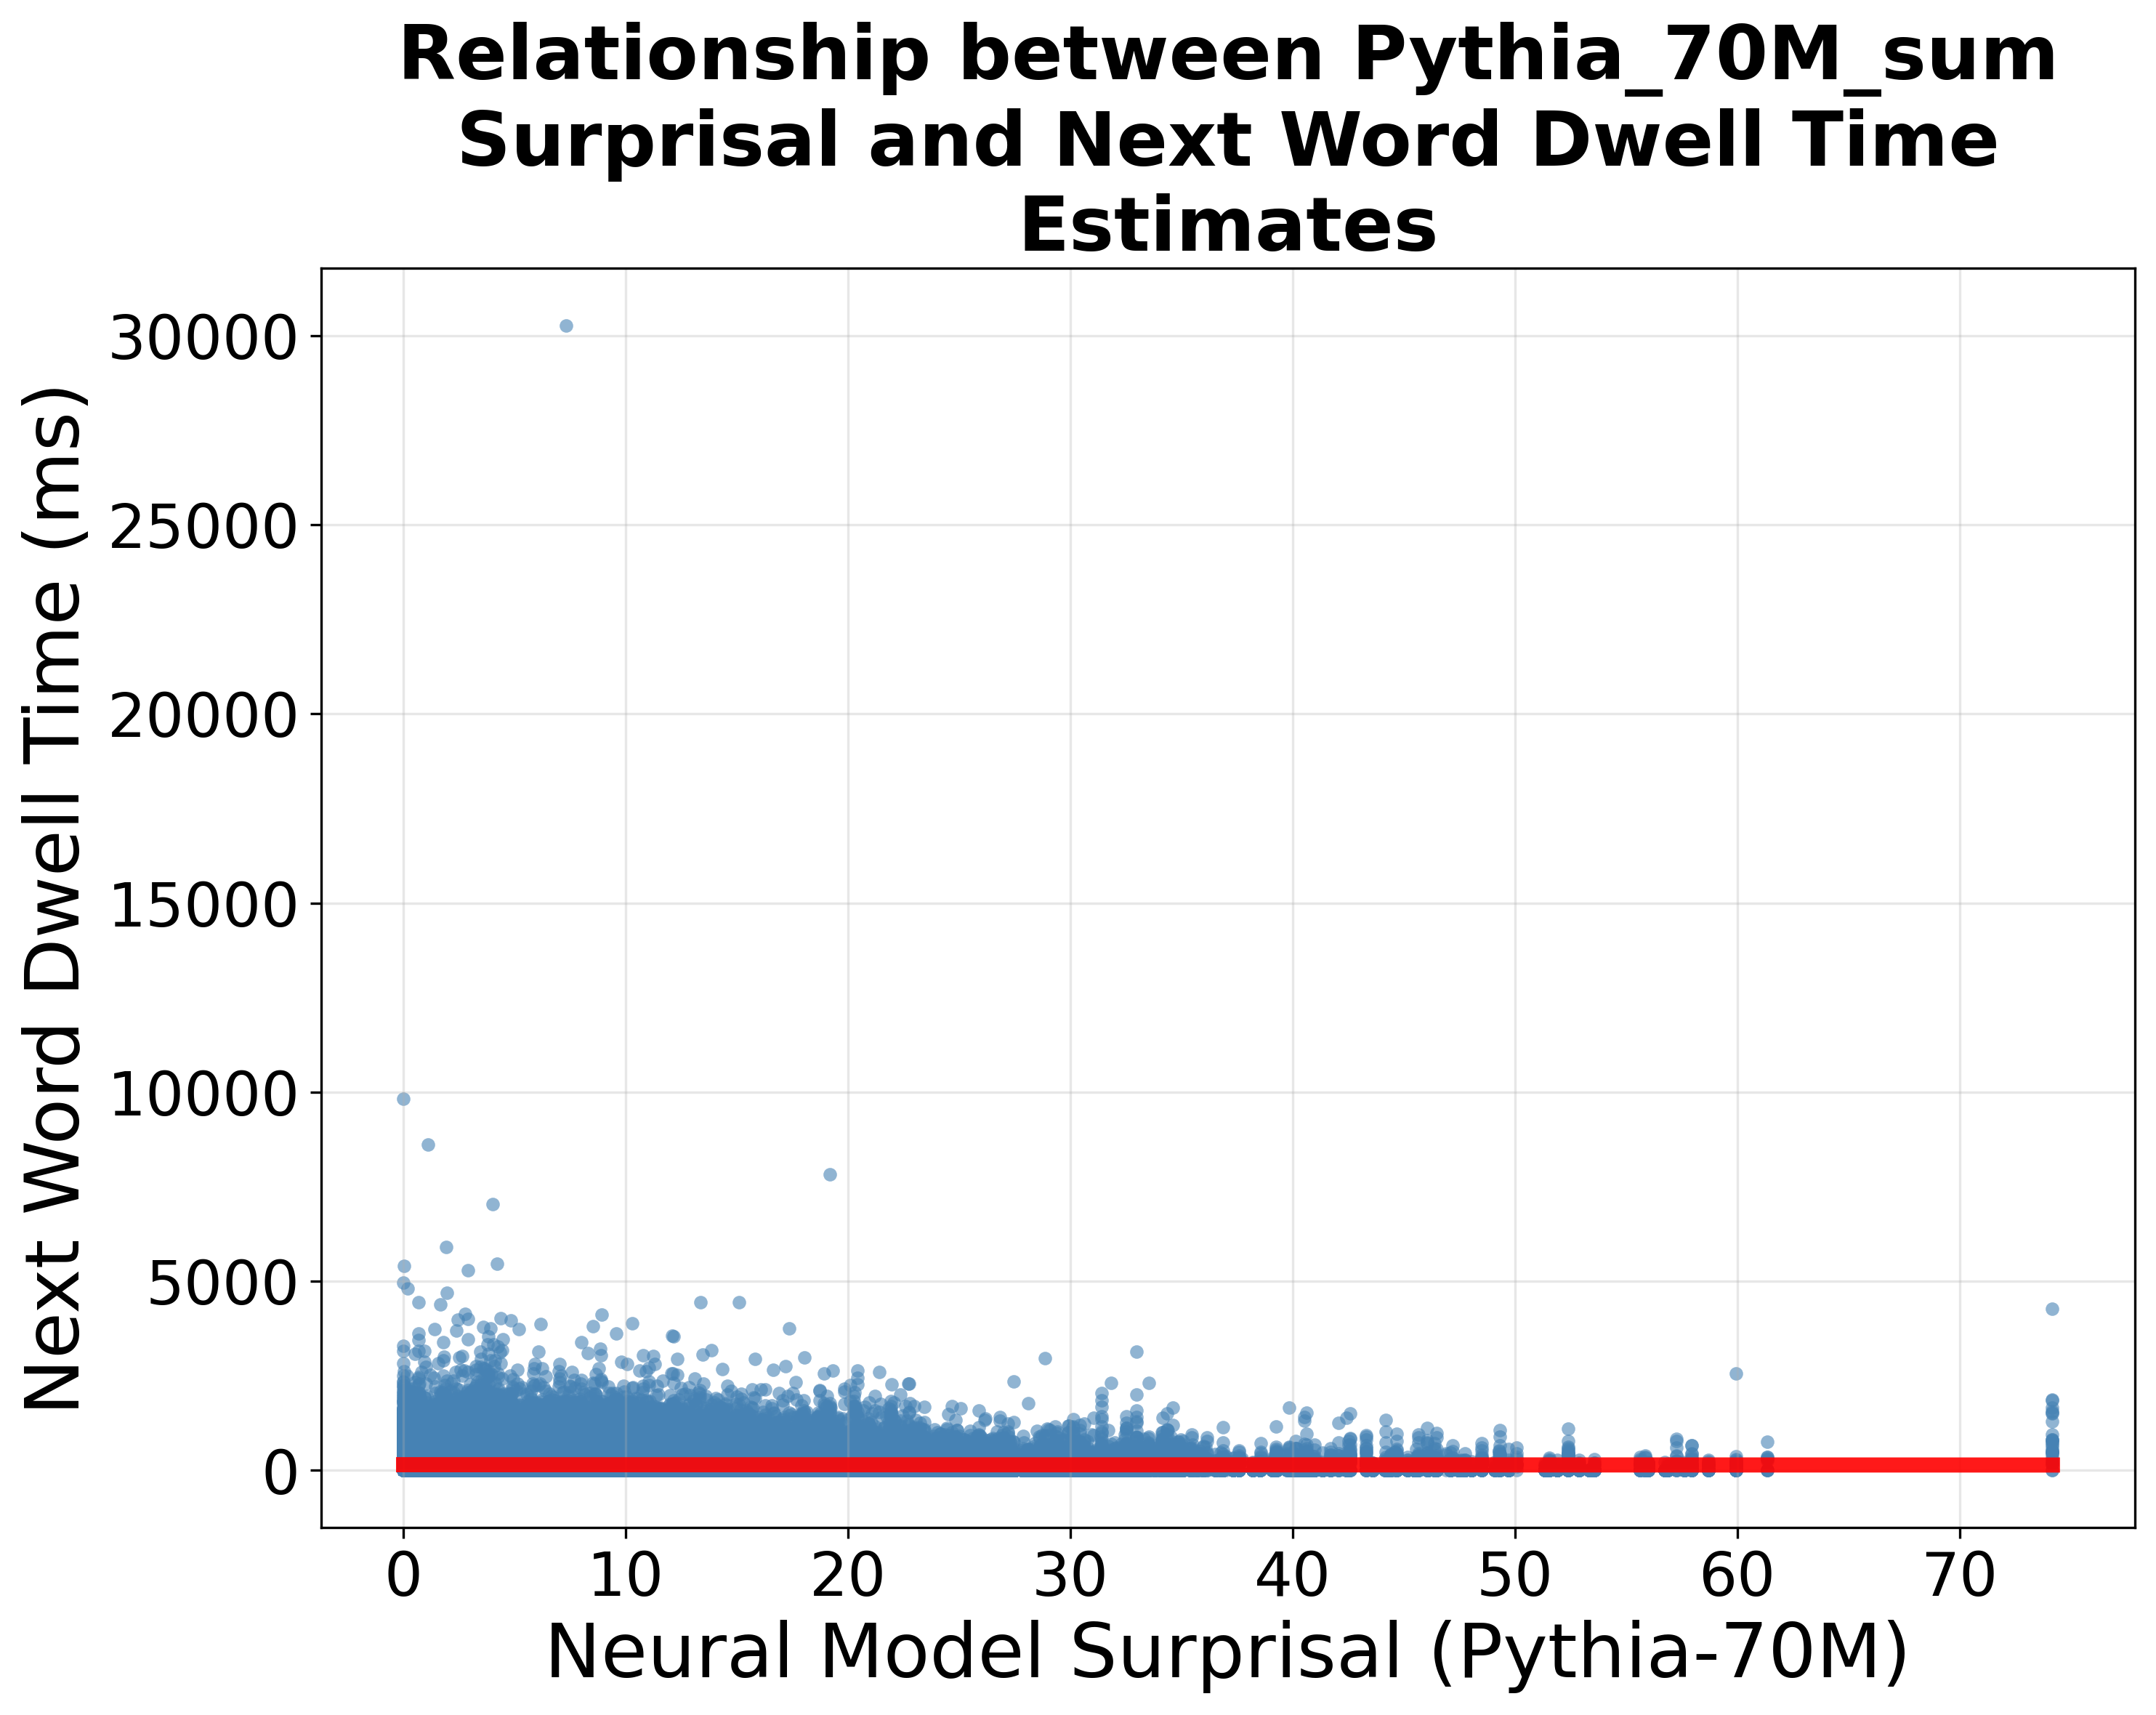 Relationship between Pythia_70M_sum
Surprisal and Next Word Dwell Time
Estimates
Next Word Dwell Time (ms)
30000
25000
20000
15000
10000
5000
0
0 10 20 30 40 50 60 70
Neural Model Surprisal (Pythia-70M)